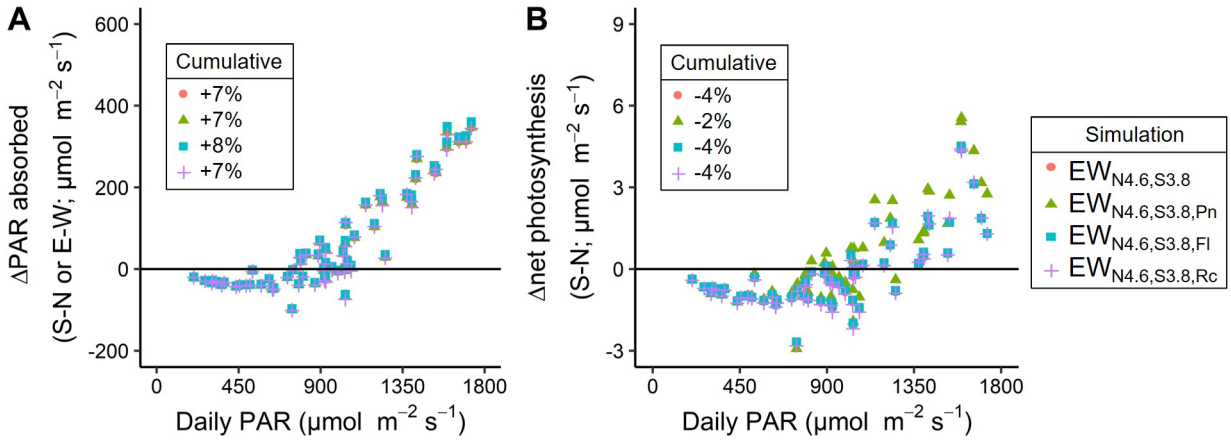 A
ΔPAR absorbed
(S-N or E-W; µmol m−2 s−1)
600
400
200
0
-200
Cumulative
+7%
+7%
+8%
+7%
0
450
900
1350
1800
Daily PAR (µmol m−2 s−1)
B
Δnet photosynthesis
(S-N; µmol m−2 s−1)
9
6
3
0
-3
Cumulative
-4%
-2%
-4%
-4%
0
450
900
1350
1800
Daily PAR (µmol m−2 s−1)
Simulation
EWN4.6,S3.8
EWN4.6,S3.8,Pn
EWN4.6,S3.8,Fl
EWN4.6,S3.8,Rc